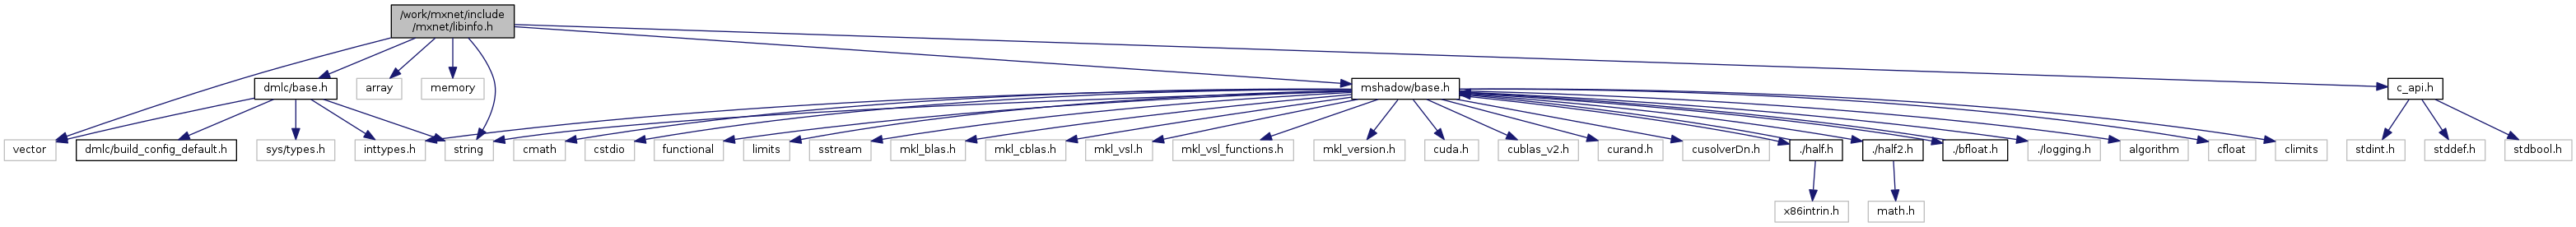 /work/mxnet/include
/mxnet/libinfo.h
dmlc/base.h
array
memory
mshadow/base.h
c_api.h
vector
dmlc/build_config_default.h
sys/types.h
inttypes.h
string
cmath
cstdio
functional
limits
sstream
mkl_blas.h
mkl_cblas.h
mkl_vsl.h
mkl_vsl_functions.h
mkl_version.h
cuda.h
cublas_v2.h
curand.h
cusolverDn.h
./half.h
./half2.h
./bfloat.h
./logging.h
algorithm
cfloat
climits
stdint.h
stddef.h
stdbool.h
x86intrin.h
math.h